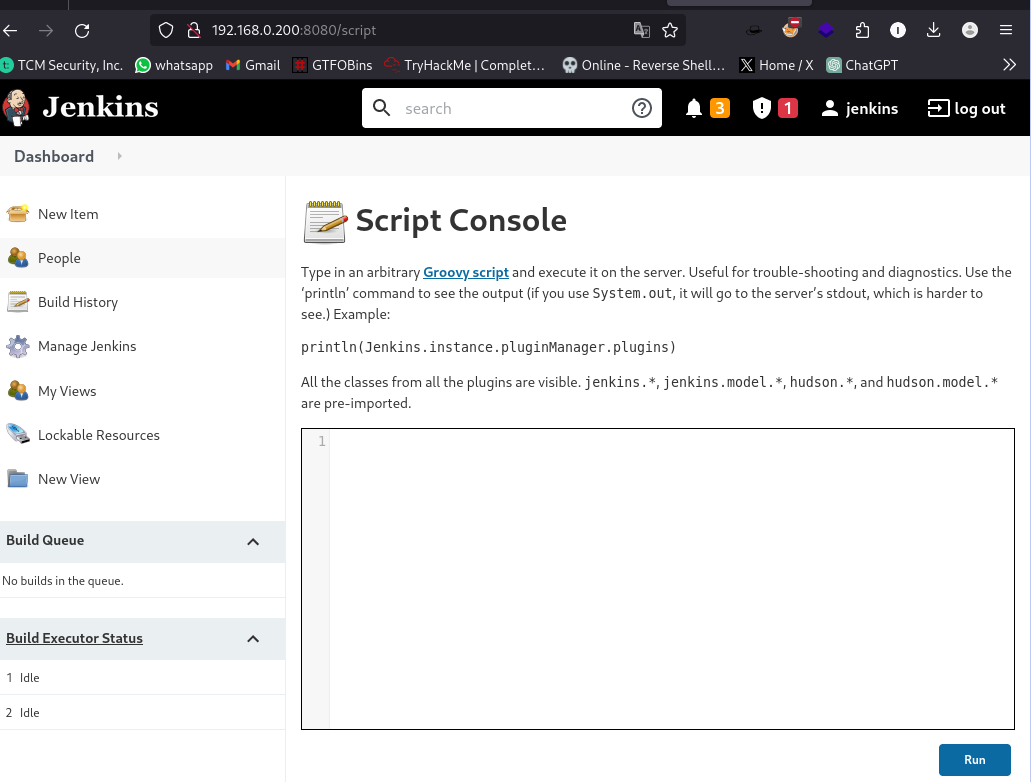 192.168.0.200:8080/script
TCM Security, Inc. whatsapp Gmail GTFOBins TryHackMe | Complet… Online - Reverse Shell… Home / X ChatGPT
Jenkins search 3 1 jenkins log out
Dashboard
New Item
People
Build History
Manage Jenkins
My Views
Lockable Resources
New View
Build Queue
No builds in the queue.
Build Executor Status
1 Idle
2 Idle
Script Console
Type in an arbitrary Groovy script and execute it on the server. Useful for trouble-shooting and diagnostics. Use the
‘println’ command to see the output (if you use System.out, it will go to the server’s stdout, which is harder to
see.) Example:
println(Jenkins.instance.pluginManager.plugins)
All the classes from all the plugins are visible. jenkins.*, jenkins.model.*, hudson.*, and hudson.model.*
are pre-imported.
1
Run